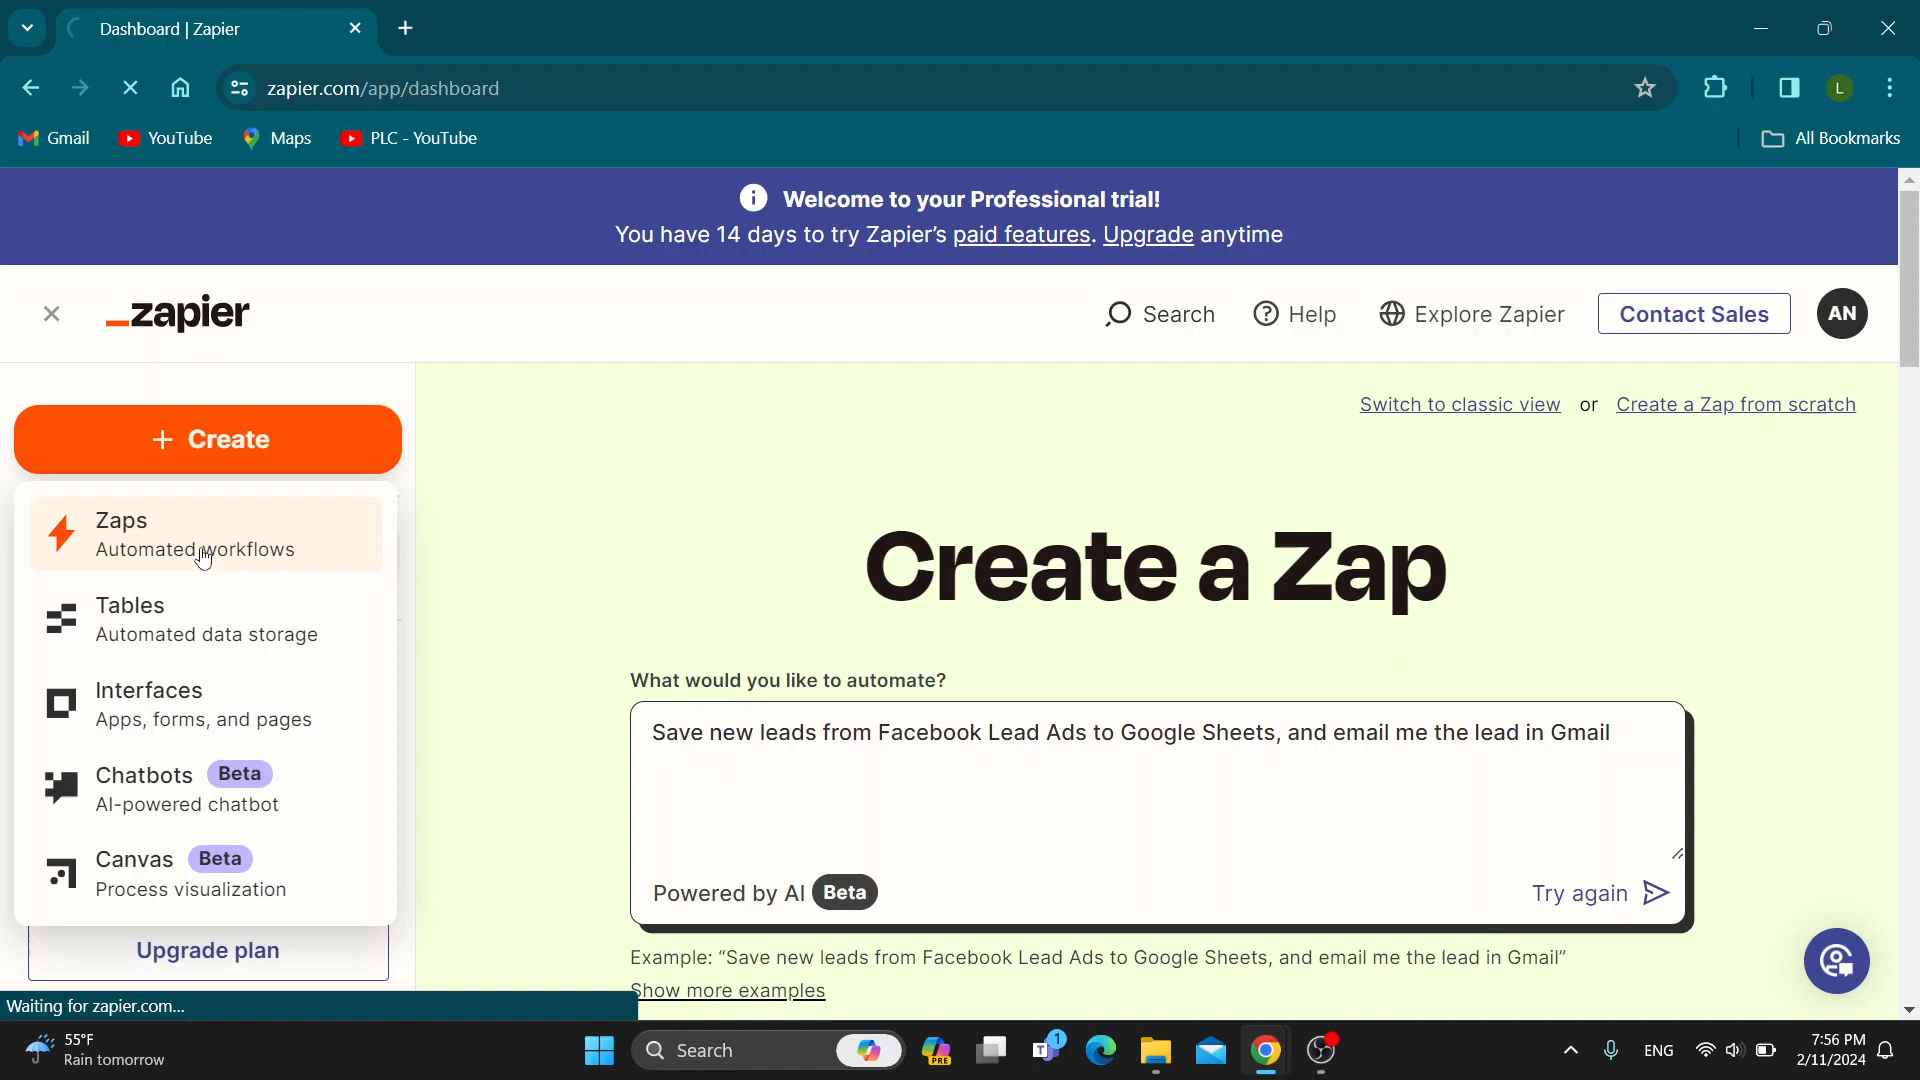 Dashboard | Zapier
zapier.com/app/dashboard
Gmail YouTube Maps PLC - YouTube All Bookmarks
Welcome to your Professional trial!
You have 14 days to try Zapier's paid features. Upgrade anytime
_zapier Search Help Explore Zapier Contact Sales AN
Switch to classic view or Create a Zap from scratch
+ Create
Zaps
Automated workflows
Tables
Automated data storage
Interfaces
Apps, forms, and pages
Chatbots Beta
AI-powered chatbot
Canvas Beta
Process visualization
Upgrade plan
Create a Zap
What would you like to automate?
Save new leads from Facebook Lead Ads to Google Sheets, and email me the lead in Gmail
Powered by AI Beta Try again
Example: “Save new leads from Facebook Lead Ads to Google Sheets, and email me the lead in Gmail”
Show more examples
Waiting for zapier.com...
55°F
Rain tomorrow
Search
PRE
1
L
ENG
7:56 PM
2/11/2024